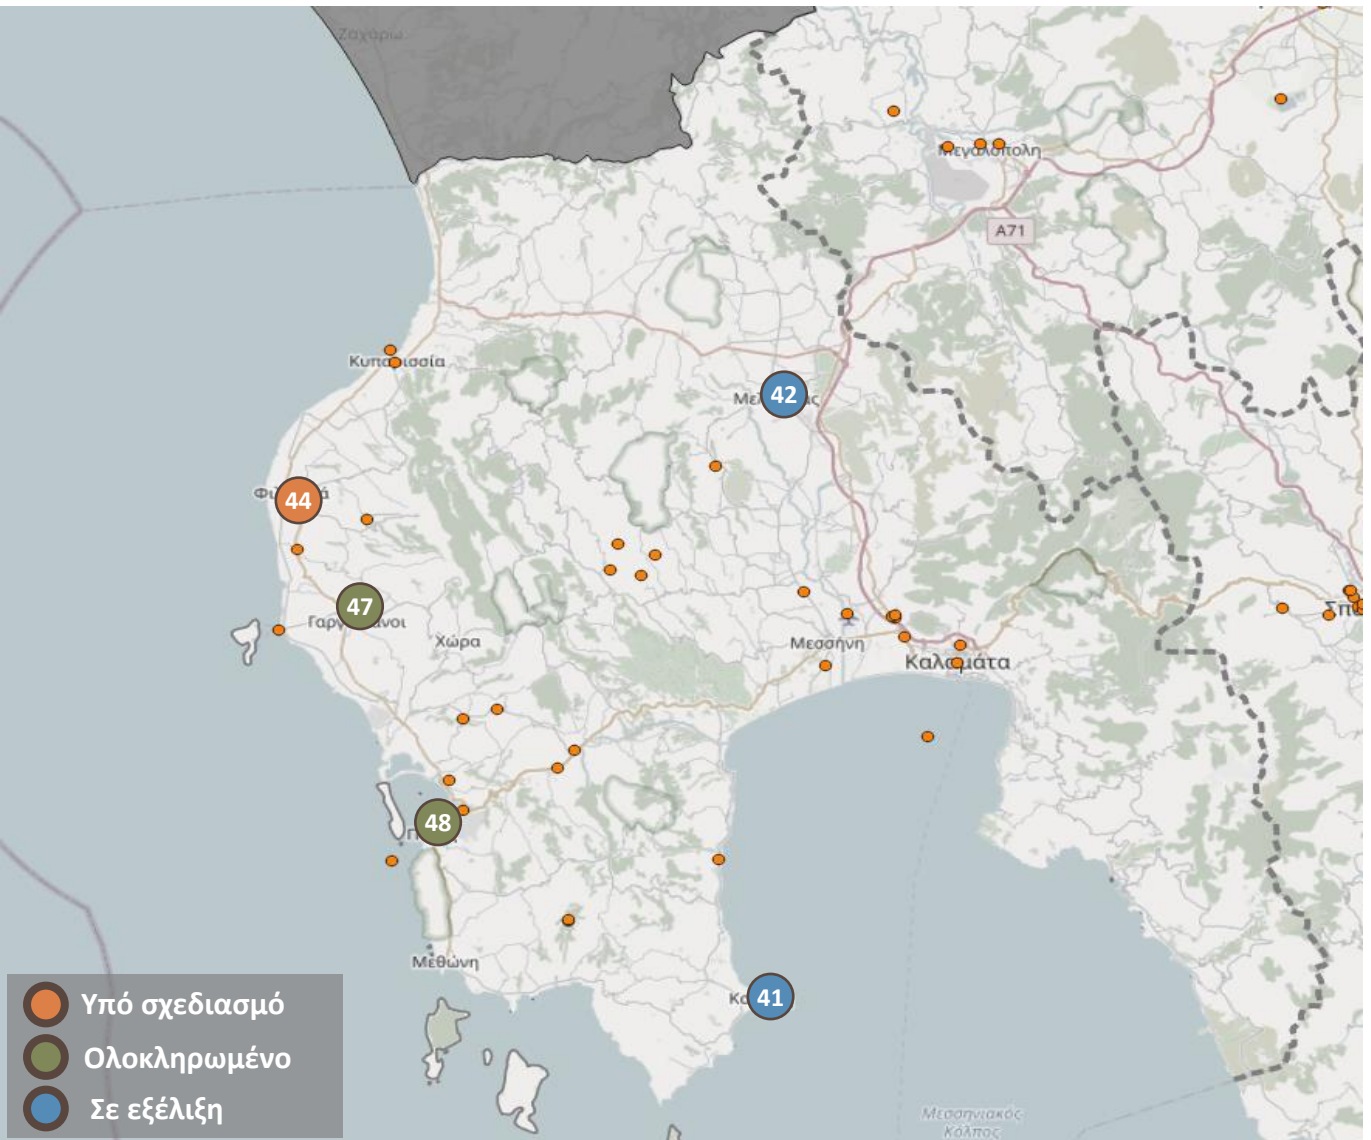 Ζαχάρω
Μεγαλόπολη
A71
Κυπαρισσία
42
44
47
Χώρα
Μεσσήνη
Καλαμάτα
48
Μεθώνη
41
Υπό σχεδιασμό
Ολοκληρωμένο
Σε εξέλιξη
Μεσσηνιακός
Κόλπος